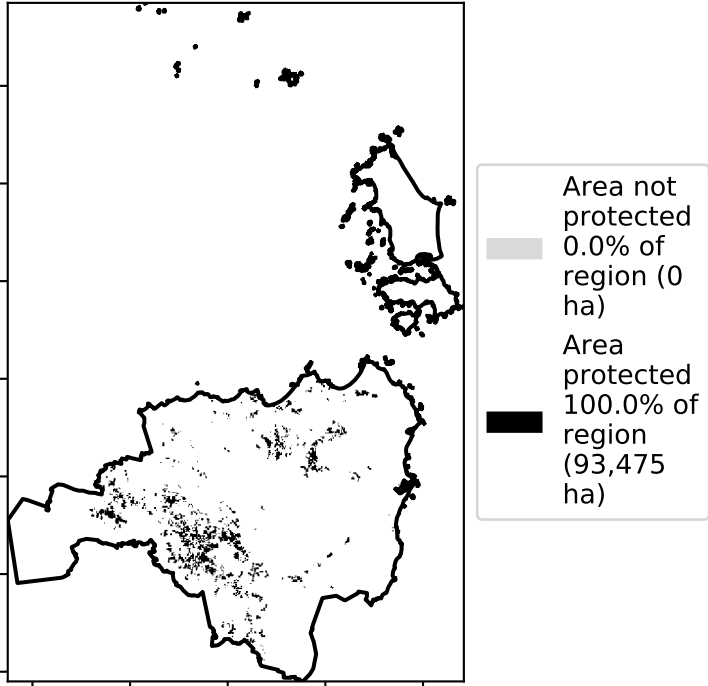 Area not
protected
0.0% of
region (0
ha)
Area
protected
100.0% of
region
(93,475
ha)